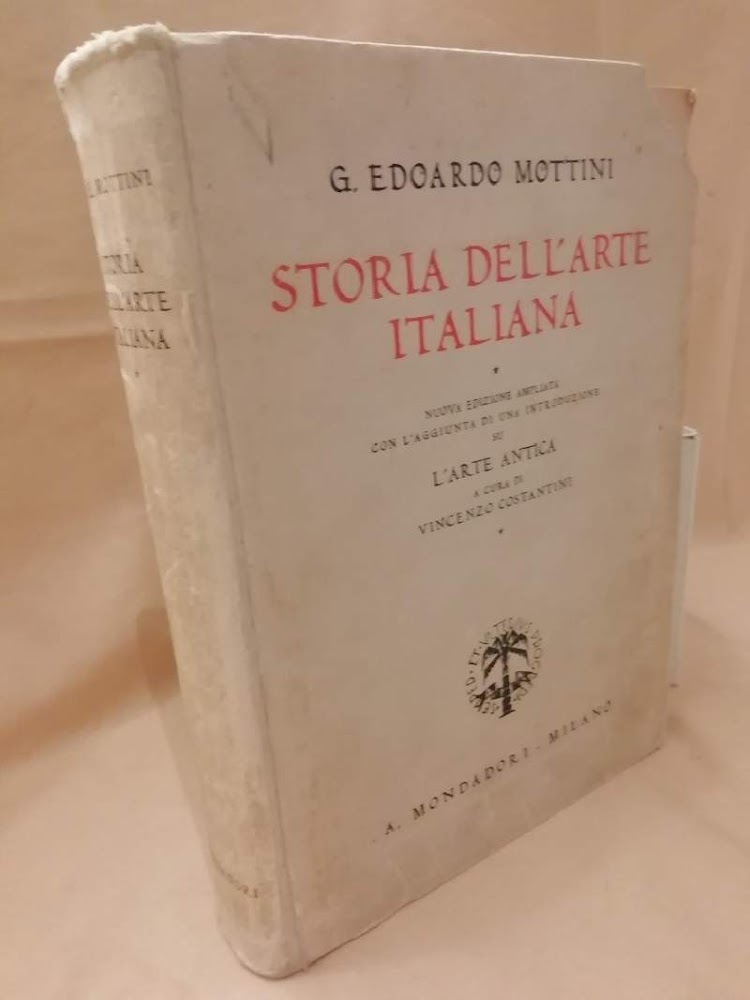 G. EDOARDO MOTTINI
STORIA DELL'ARTE
ITALIANA
NUOVA EDIZIONE AMPLIATA
CON L'AGGIUNTA DI UNA INTRODUZIONE
SU
L'ARTE ANTICA
A CURA DI
VINCENZO COSTANTINI
A. MONDADORI - MILANO
MOTTINI
STORIA
DELL'ARTE
ITALIANA